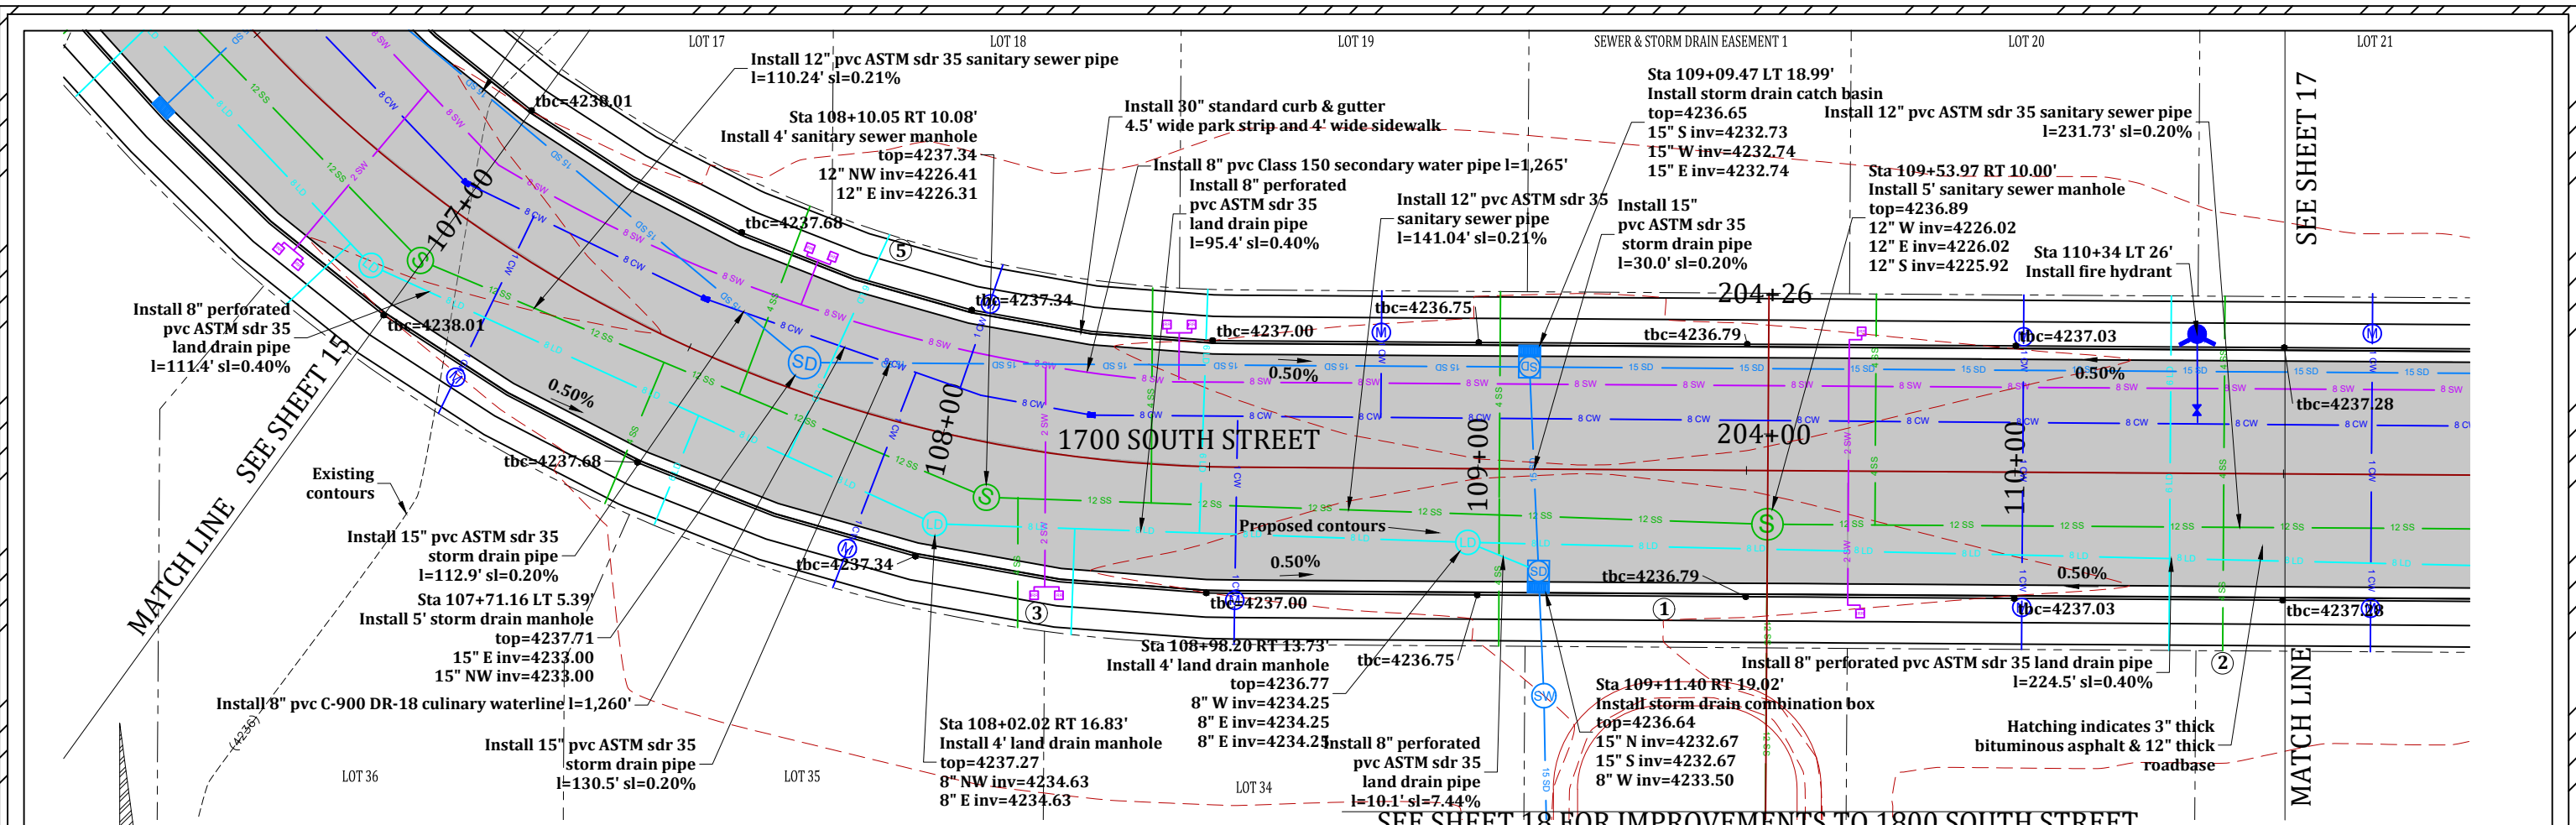 LOT 17
LOT 18
LOT 19
SEWER & STORM DRAIN EASEMENT 1
LOT 20
LOT 21
Install 12" pvc ASTM sdr 35 sanitary sewer pipe
l=110.24' sl=0.21%
tbc=4238.01
Sta 108+10.05 RT 10.08'
Install 4' sanitary sewer manhole
top=4237.34
12" NW inv=4226.41
12" E inv=4226.31
Install 30" standard curb & gutter
4.5' wide park strip and 4' wide sidewalk
Install 8" pvc Class 150 secondary water pipe l=1,265'
Install 8" perforated
pvc ASTM sdr 35
land drain pipe
l=95.4' sl=0.40%
Install 12" pvc ASTM sdr 35
sanitary sewer pipe
l=141.04' sl=0.21%
Sta 109+09.47 LT 18.99'
Install storm drain catch basin
top=4236.65
15" S inv=4232.73
15" W inv=4232.74
15" E inv=4232.74
Install 15"
pvc ASTM sdr 35
storm drain pipe
l=30.0' sl=0.20%
Install 12" pvc ASTM sdr 35 sanitary sewer pipe
l=231.73' sl=0.20%
Sta 109+53.97 RT 10.00'
Install 5' sanitary sewer manhole
top=4236.89
12" W inv=4226.02
12" E inv=4226.02
12" S inv=4225.92
Sta 110+34 LT 26'
Install fire hydrant
SEE SHEET 17
107+00
tbc=4237.68
5
tbc=4237.34
tbc=4237.00
tbc=4236.75
204+26
tbc=4236.79
tbc=4237.03
tbc=4237.28
0.50%
0.50%
Install 8" perforated
pvc ASTM sdr 35
land drain pipe
l=111.4' sl=0.40%
tbc=4238.01
MATCH LINE SEE SHEET 15
0.50%
108+00
1700 SOUTH STREET
109+00
204+00
110+00
tbc=4237.68
Existing
contours
Proposed contours
tbc=4237.34
0.50%
tbc=4236.79
0.50%
tbc=4237.00
tbc=4237.03
tbc=4237.28
3
1
2
Install 15" pvc ASTM sdr 35
storm drain pipe
l=112.9' sl=0.20%
Sta 107+71.16 LT 5.39'
Install 5' storm drain manhole
top=4237.71
15" E inv=4233.00
15" NW inv=4233.00
Install 8" pvc C-900 DR-18 culinary waterline l=1,260'
(4236)
Install 15" pvc ASTM sdr 35
storm drain pipe
l=130.5' sl=0.20%
Sta 108+02.02 RT 16.83'
Install 4' land drain manhole
top=4237.27
8" NW inv=4234.63
8" E inv=4234.63
Sta 108+98.20 RT 13.73'
Install 4' land drain manhole
top=4236.77
8" W inv=4234.25
8" E inv=4234.25
8" E inv=4234.25
tbc=4236.75
Install 8" perforated
pvc ASTM sdr 35
land drain pipe
l=10.1' sl=7.44%
Sta 109+11.40 RT 19.02'
Install storm drain combination box
top=4236.64
15" N inv=4232.67
15" S inv=4232.67
8" W inv=4233.50
Install 8" perforated pvc ASTM sdr 35 land drain pipe
l=224.5' sl=0.40%
Hatching indicates 3" thick
bituminous asphalt & 12" thick
roadbase
MATCH LINE
LOT 36
LOT 35
LOT 34
SEE SHEET 18 FOR IMPROVEMENTS TO 1800 SOUTH STREET